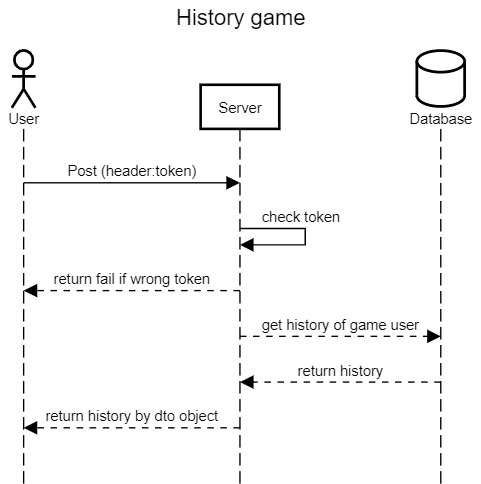 History game
User
Server
Database
Post (header:token)
check token
return fail if wrong token
get history of game user
return history
return history by dto object